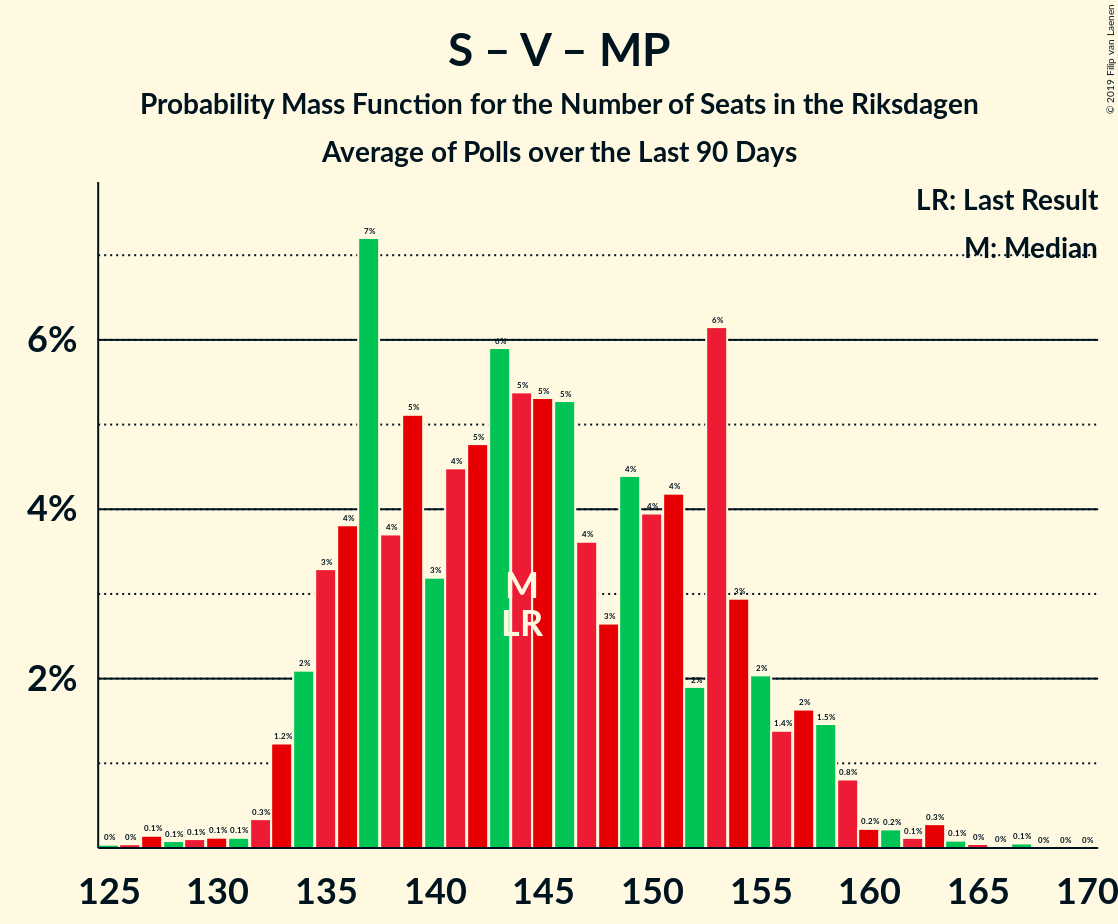 S – V – MP
Probability Mass Function for the Number of Seats in the Riksdagen
Average of Polls over the Last 90 Days
© 2019 Filip van Laenen
LR: Last Result
M: Median
6%
4%
2%
0% 0% 0.1% 0.1% 0.1% 0.1% 0.1% 0.3% 1.2% 2% 3% 4% 7% 4% 5% 3% 4% 5% 6% 5% 5% 5% 4% 3% 4% 4% 4% 2% 6% 3% 2% 1.4% 2% 1.5% 0.8% 0.2% 0.2% 0.1% 0.3% 0.1% 0% 0% 0.1% 0% 0% 0%
M
LR
125 130 135 140 145 150 155 160 165 170